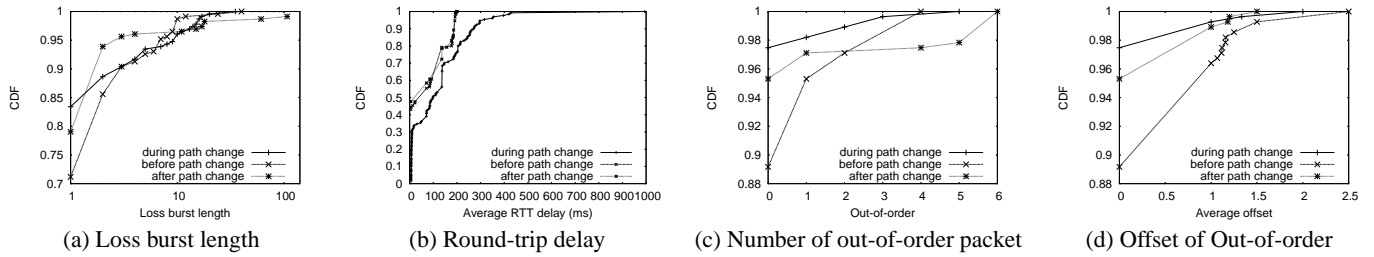 1
0.95
0.9
0.85
0.8
0.75
0.7
CDF
1
10
100
Loss burst length
during path change
before path change
after path change
(a) Loss burst length
1
0.9
0.8
0.7
0.6
0.5
0.4
0.3
0.2
0.1
0
CDF
0 100 200 300 400 500 600 700 800 900 1000
Average RTT delay (ms)
during path change
before path change
after path change
(b) Round-trip delay
1
0.98
0.96
0.94
0.92
0.9
0.88
CDF
0 1 2 3 4 5 6
Out-of-order
during path change
before path change
after path change
(c) Number of out-of-order packet
1
0.98
0.96
0.94
0.92
0.9
0.88
CDF
0 0.5 1 1.5 2 2.5
Average offset
during path change
before path change
after path change
(d) Offset of Out-of-order